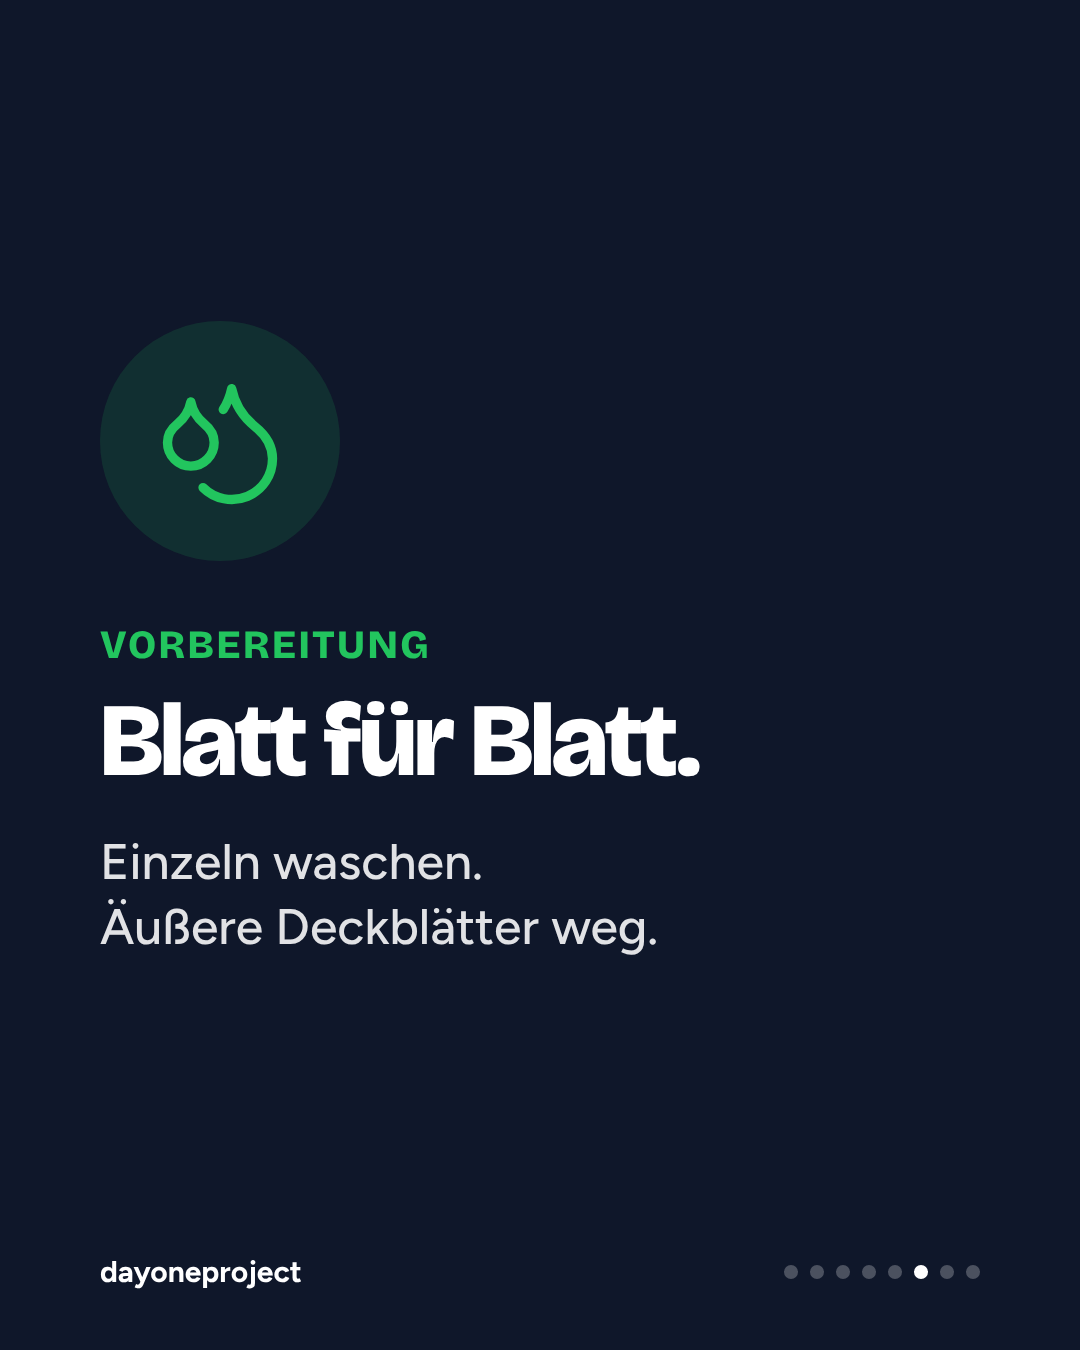 VORBEREITUNG
Blatt für Blatt.
Einzeln waschen.
Äußere Deckblätter weg.
dayoneproject